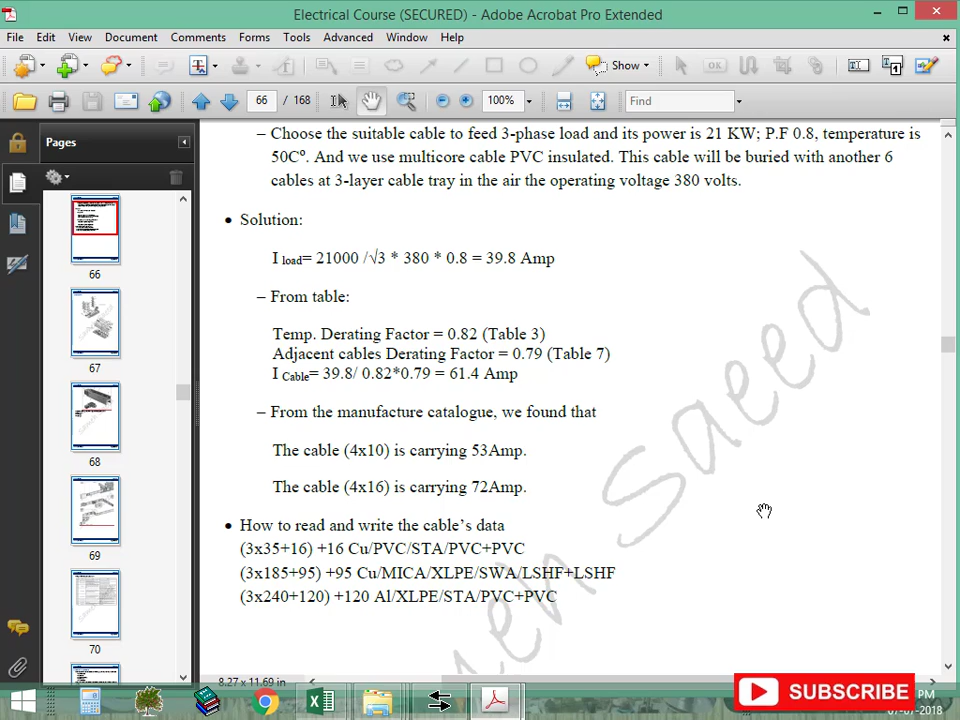 Electrical Course (SECURED) - Adobe Acrobat Pro Extended
File Edit View Document Comments Forms Tools Advanced Window Help
Show
OK
66 / 168
100%
Find
Pages
66
67
68
69
70
– Choose the suitable cable to feed 3-phase load and its power is 21 KW; P.F 0.8, temperature is
50Cº. And we use multicore cable PVC insulated. This cable will be buried with another 6
cables at 3-layer cable tray in the air the operating voltage 380 volts.
• Solution:
I load= 21000 /√3 * 380 * 0.8 = 39.8 Amp
– From table:
Temp. Derating Factor = 0.82 (Table 3)
Adjacent cables Derating Factor = 0.79 (Table 7)
I Cable= 39.8/ 0.82*0.79 = 61.4 Amp
– From the manufacture catalogue, we found that
The cable (4x10) is carrying 53Amp.
The cable (4x16) is carrying 72Amp.
• How to read and write the cable's data
(3x35+16) +16 Cu/PVC/STA/PVC+PVC
(3x185+95) +95 Cu/MICA/XLPE/SWA/LSHF+LSHF
(3x240+120) +120 Al/XLPE/STA/PVC+PVC
en Saeed
8.27 x 11.69 in
SUBSCRIBE
PM
07-07-2018